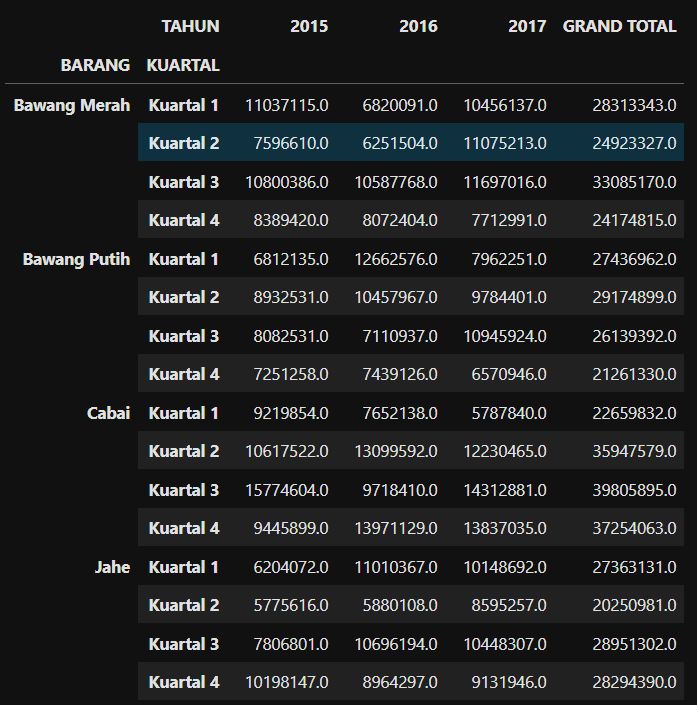 TAHUN 2015 2016 2017 GRAND TOTAL
BARANG KUARTAL
Bawang Merah Kuartal 1 11037115.0 6820091.0 10456137.0 28313343.0
Kuartal 2 7596610.0 6251504.0 11075213.0 24923327.0
Kuartal 3 10800386.0 10587768.0 11697016.0 33085170.0
Kuartal 4 8389420.0 8072404.0 7712991.0 24174815.0
Bawang Putih Kuartal 1 6812135.0 12662576.0 7962251.0 27436962.0
Kuartal 2 8932531.0 10457967.0 9784401.0 29174899.0
Kuartal 3 8082531.0 7110937.0 10945924.0 26139392.0
Kuartal 4 7251258.0 7439126.0 6570946.0 21261330.0
Cabai Kuartal 1 9219854.0 7652138.0 5787840.0 22659832.0
Kuartal 2 10617522.0 13099592.0 12230465.0 35947579.0
Kuartal 3 15774604.0 9718410.0 14312881.0 39805895.0
Kuartal 4 9445899.0 13971129.0 13837035.0 37254063.0
Jahe Kuartal 1 6204072.0 11010367.0 10148692.0 27363131.0
Kuartal 2 5775616.0 5880108.0 8595257.0 20250981.0
Kuartal 3 7806801.0 10696194.0 10448307.0 28951302.0
Kuartal 4 10198147.0 8964297.0 9131946.0 28294390.0